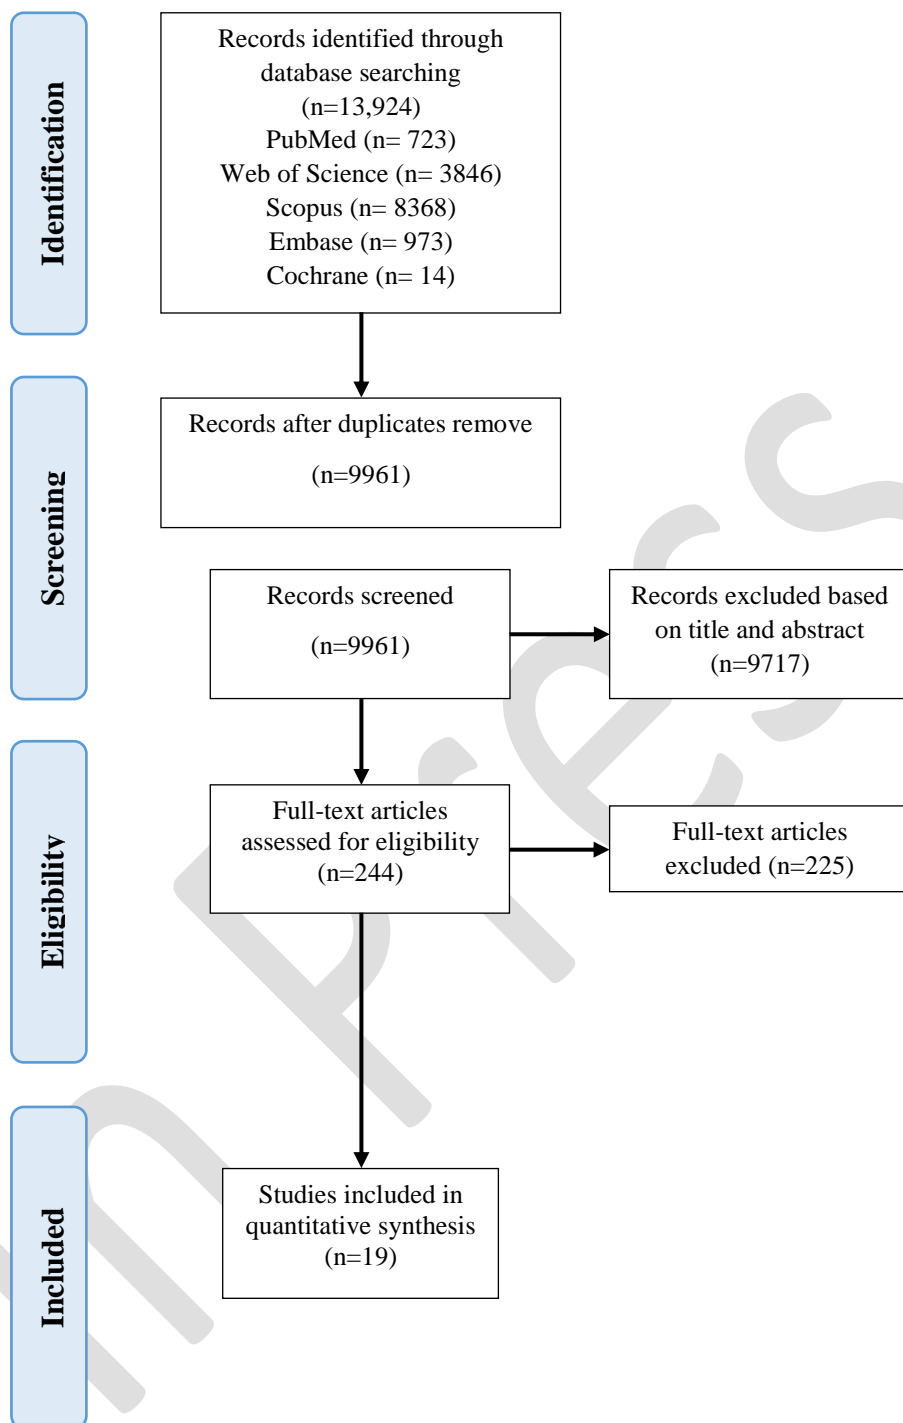 Identification
Records identified through
database searching
(n=13,924)
PubMed (n= 723)
Web of Science (n= 3846)
Scopus (n= 8368)
Embase (n= 973)
Cochrane (n= 14)
Screening
Records after duplicates remove
(n=9961)
Records screened
(n=9961)
Records excluded based
on title and abstract
(n=9717)
Eligibility
Full-text articles
assessed for eligibility
(n=244)
Full-text articles
excluded (n=225)
Included
Studies included in
quantitative synthesis
(n=19)
In Press